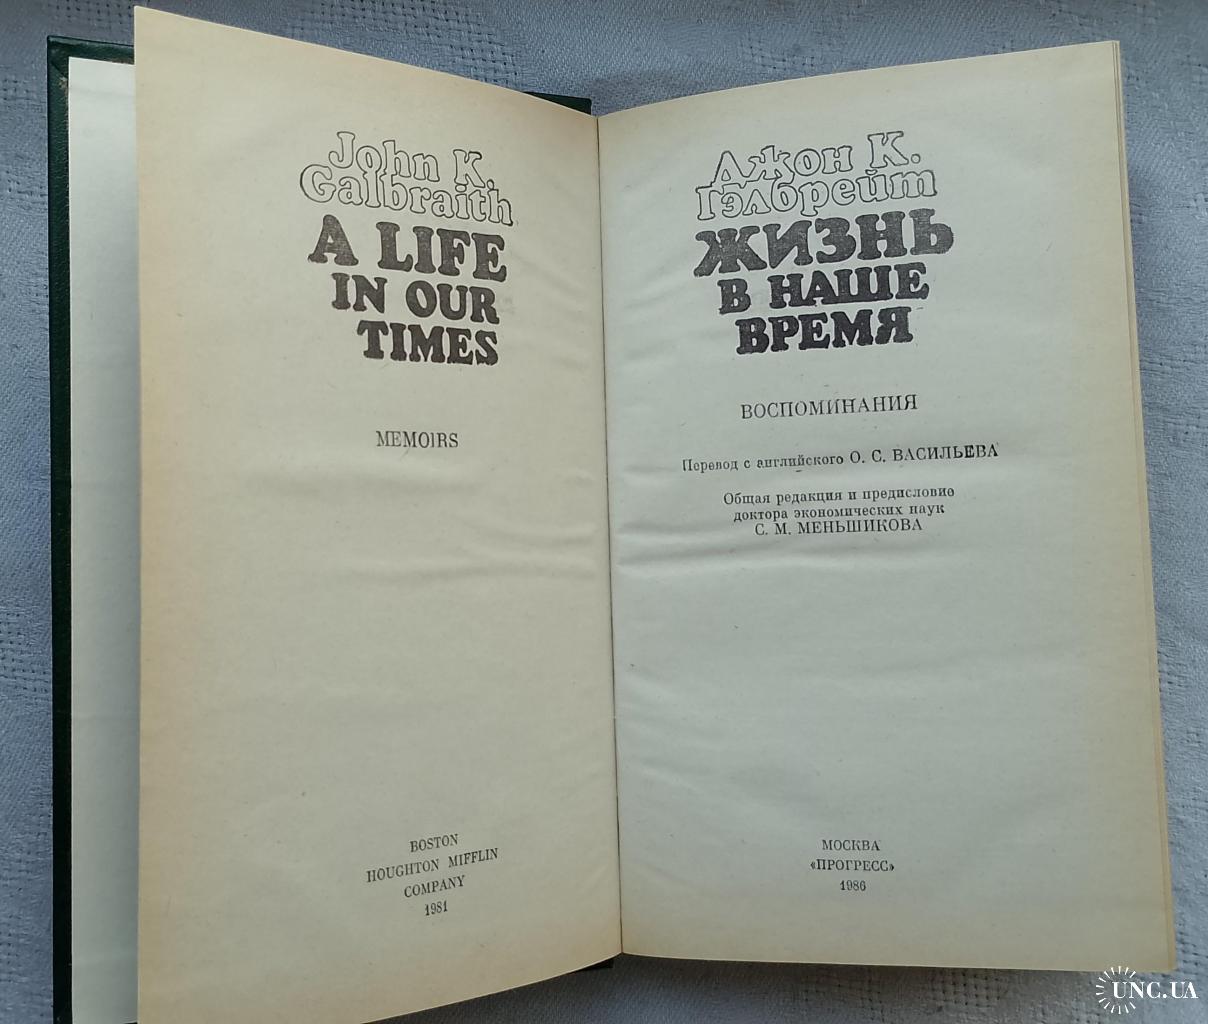 John K.
Galbraith
A LIFE
IN OUR
TIMES
MEMOIRS
BOSTON
HOUGHTON MIFFLIN
COMPANY
1981
Джон К.
Гэлбрейт
ЖИЗНЬ
В НАШЕ
ВРЕМЯ
ВОСПОМИНАНИЯ
Перевод с английского О. С. ВАСИЛЬЕВА
Общая редакция и предисловие
доктора экономических наук
С. М. МЕНЬШИКОВА
МОСКВА
«ПРОГРЕСС»
1986
UNC.UA